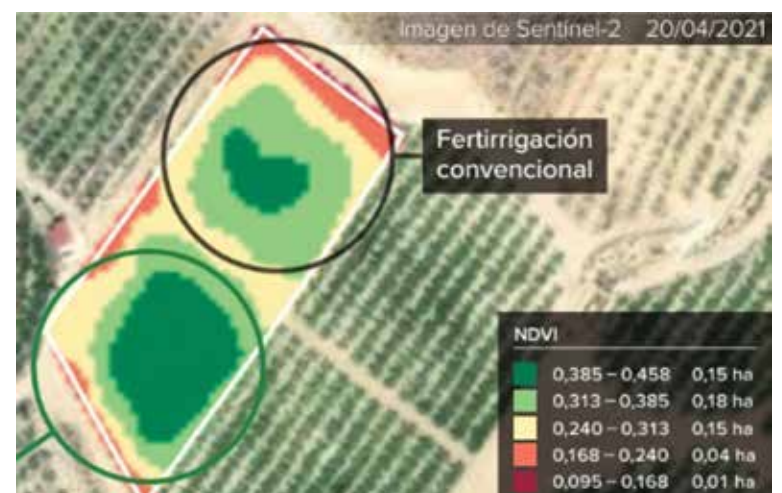 Imagen de Sentinel-2 20/04/2021
Fertirrigación
convencional
NDVI
0,385 – 0,458 0,15 ha
0,313 – 0,385 0,18 ha
0,240 – 0,313 0,15 ha
0,168 – 0,240 0,04 ha
0,095 – 0,168 0,01 ha